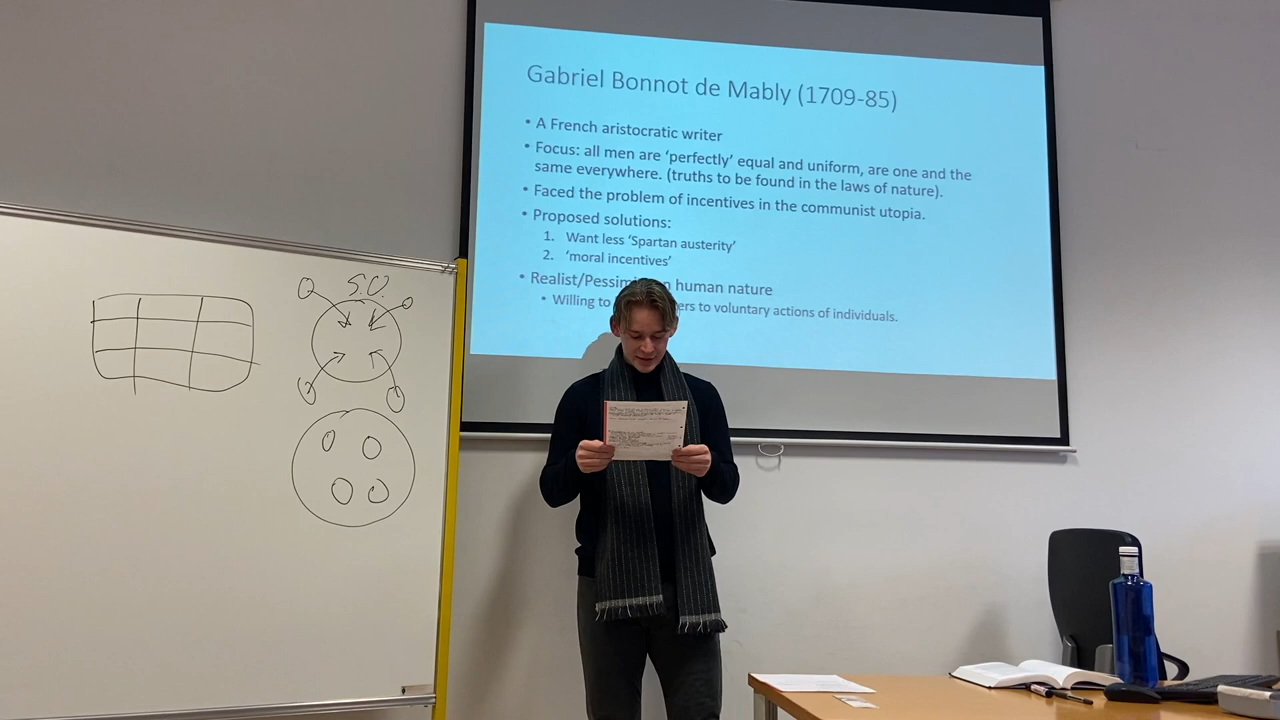 Gabriel Bonnot de Mably (1709-85)
• A French aristocratic writer
• Focus: all men are ‘perfectly’ equal and uniform, are one and the
same everywhere. (truths to be found in the laws of nature).
• Faced the problem of incentives in the communist utopia.
• Proposed solutions:
1. Want less ‘Spartan austerity’
2. ‘moral incentives’
• Realist/Pessimi human nature
• Willing to ers to voluntary actions of individuals.
S.U.